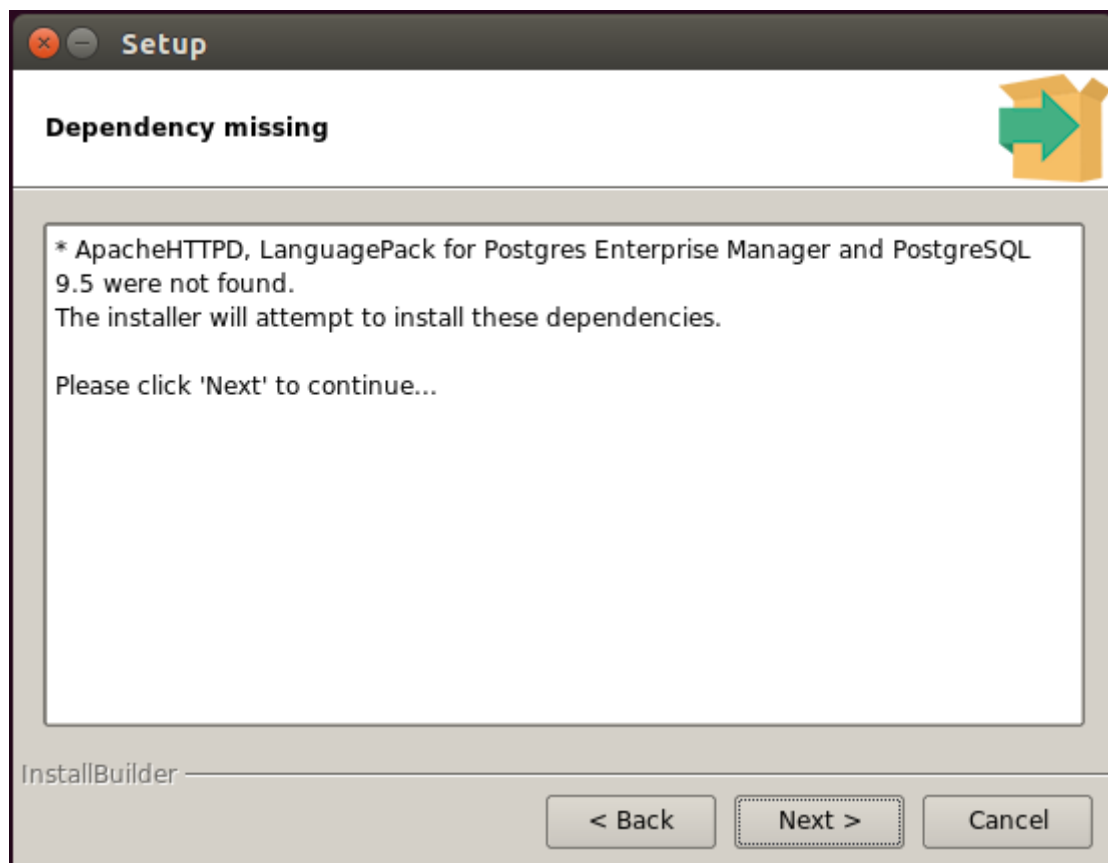 Setup
Dependency missing
* ApacheHTTPD, LanguagePack for Postgres Enterprise Manager and PostgreSQL
9.5 were not found.
The installer will attempt to install these dependencies.
Please click 'Next' to continue...
InstallBuilder
< Back
Next >
Cancel